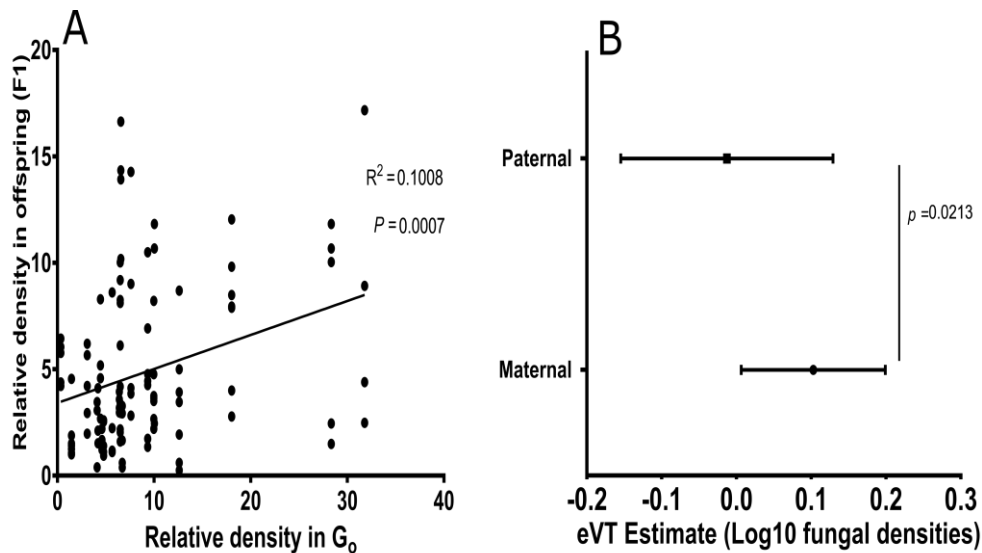 A
Relative density in offspring (F1)
20
15
10
5
0
R² =0.1008
P =0.0007
0 10 20 30 40
Relative density in Go
B
Paternal
Maternal
p =0.0213
-0.2 -0.1 0.0 0.1 0.2 0.3
eVT Estimate (Log10 fungal densities)